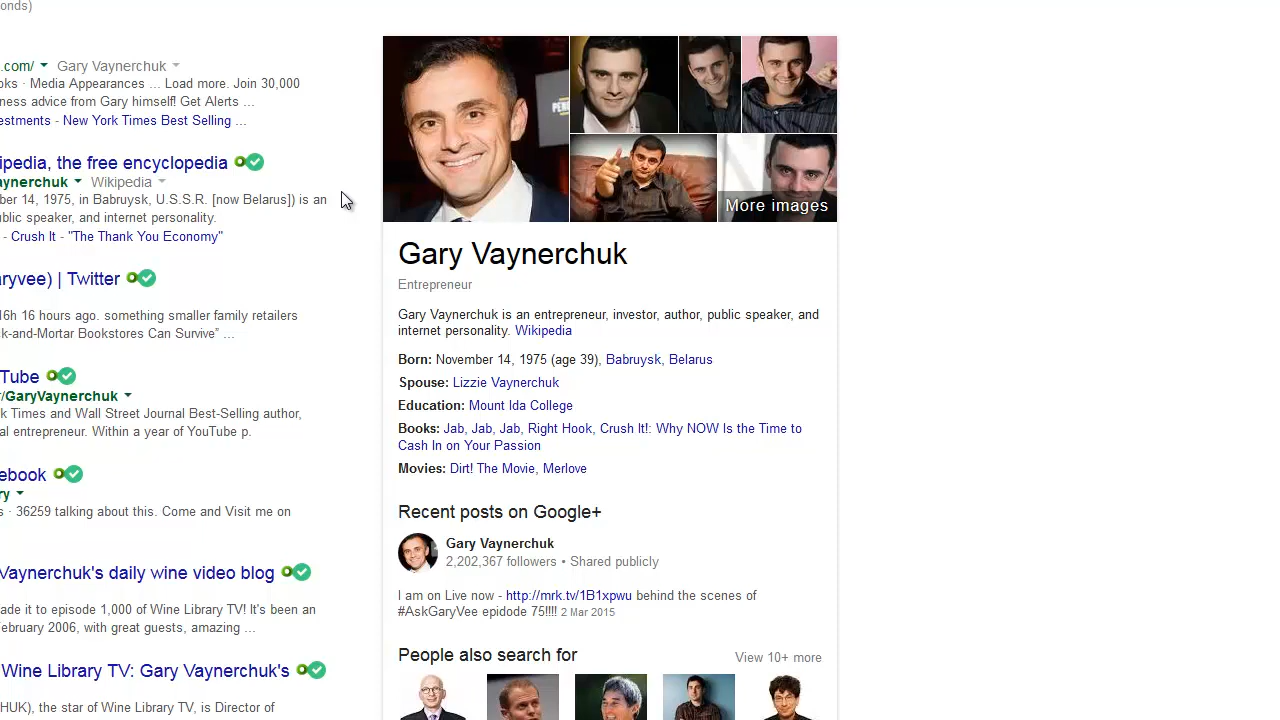 onds)
.com/ Gary Vaynerchuk
oks · Media Appearances ... Load more. Join 30,000
ness advice from Gary himself! Get Alerts ...
estments - New York Times Best Selling ...
ipedia, the free encyclopedia
aynerchuk Wikipedia
ber 14, 1975, in Babruysk, U.S.S.R. [now Belarus]) is an
ublic speaker, and internet personality.
- Crush It - "The Thank You Economy"
aryvee) | Twitter
16h 16 hours ago. something smaller family retailers
ck-and-Mortar Bookstores Can Survive" ...
Tube
r/GaryVaynerchuk
k Times and Wall Street Journal Best-Selling author,
al entrepreneur. Within a year of YouTube p.
ebook
ry
s · 36259 talking about this. Come and Visit me on
Vaynerchuk's daily wine video blog
ade it to episode 1,000 of Wine Library TV! It's been an
ebruary 2006, with great guests, amazing ...
Wine Library TV: Gary Vaynerchuk's
HUK), the star of Wine Library TV, is Director of
More images
Gary Vaynerchuk
Entrepreneur
Gary Vaynerchuk is an entrepreneur, investor, author, public speaker, and
internet personality. Wikipedia
Born: November 14, 1975 (age 39), Babruysk, Belarus
Spouse: Lizzie Vaynerchuk
Education: Mount Ida College
Books: Jab, Jab, Jab, Right Hook, Crush It!: Why NOW Is the Time to
Cash In on Your Passion
Movies: Dirt! The Movie, Merlove
Recent posts on Google+
Gary Vaynerchuk
2,202,367 followers • Shared publicly
I am on Live now - http://mrk.tv/1B1xpwu behind the scenes of
#AskGaryVee epidode 75!!!! 2 Mar 2015
People also search for
View 10+ more